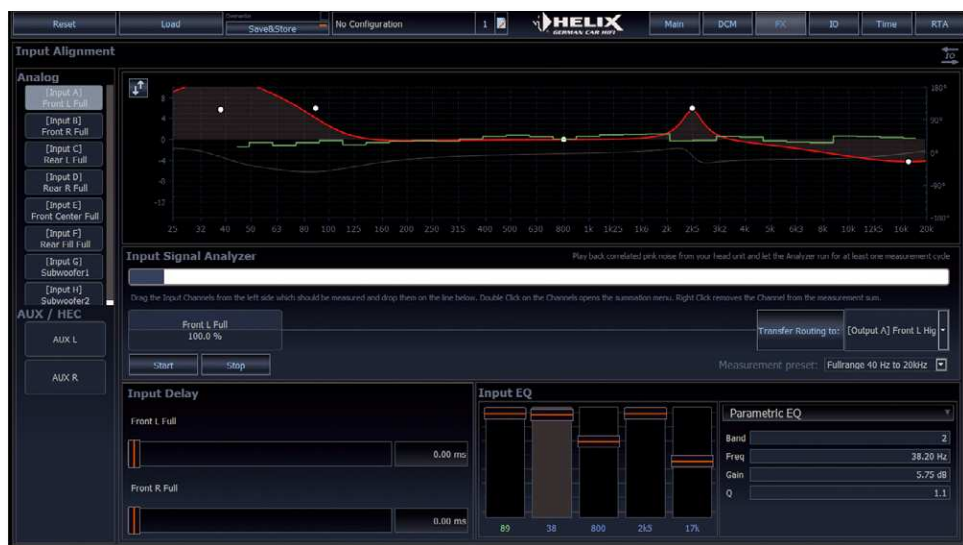 Reset
Load
Overwrite
Save&Store
No Configuration
1
HELIX
GERMAN CAR HIFI
Main
DCM
FX
IO
Time
RTA
Input Alignment
IO
Analog
[Input A]
Front L Full
[Input B]
Front R Full
[Input C]
Rear L Full
[Input D]
Rear R Full
[Input E]
Front Center Full
[Input F]
Rear Fill Full
[Input G]
Subwoofer1
[Input H]
Subwoofer2
AUX / HEC
AUX L
AUX R
8
4
0
-4
-8
-12
180°
90°
0°
-90°
-180°
25 32 40 50 63 80 100 125 160 200 250 315 400 500 630 800 1k 1k25 1k6 2k 2k5 3k2 4k 5k 6k3 8k 10k 12k5 16k 20k
Input Signal Analyzer
Play back correlated pink noise from your head unit and let the Analyzer run for at least one measurement cycle
Drag the Input Channels from the left side which should be measured and drop them on the line below. Double Click on the Channels opens the summation menu. Right Click removes the Channel from the measurement sum.
Front L Full
100.0 %
Transfer Routing to:
[Output A] Front L Hig
Start
Stop
Measurement preset:
Fullrange 40 Hz to 20kHz
Input Delay
Front L Full
0.00 ms
Front R Full
0.00 ms
Input EQ
89 38 800 2k5 17k
Parametric EQ
Band 2
Freq 38.20 Hz
Gain 5.75 dB
Q 1.1